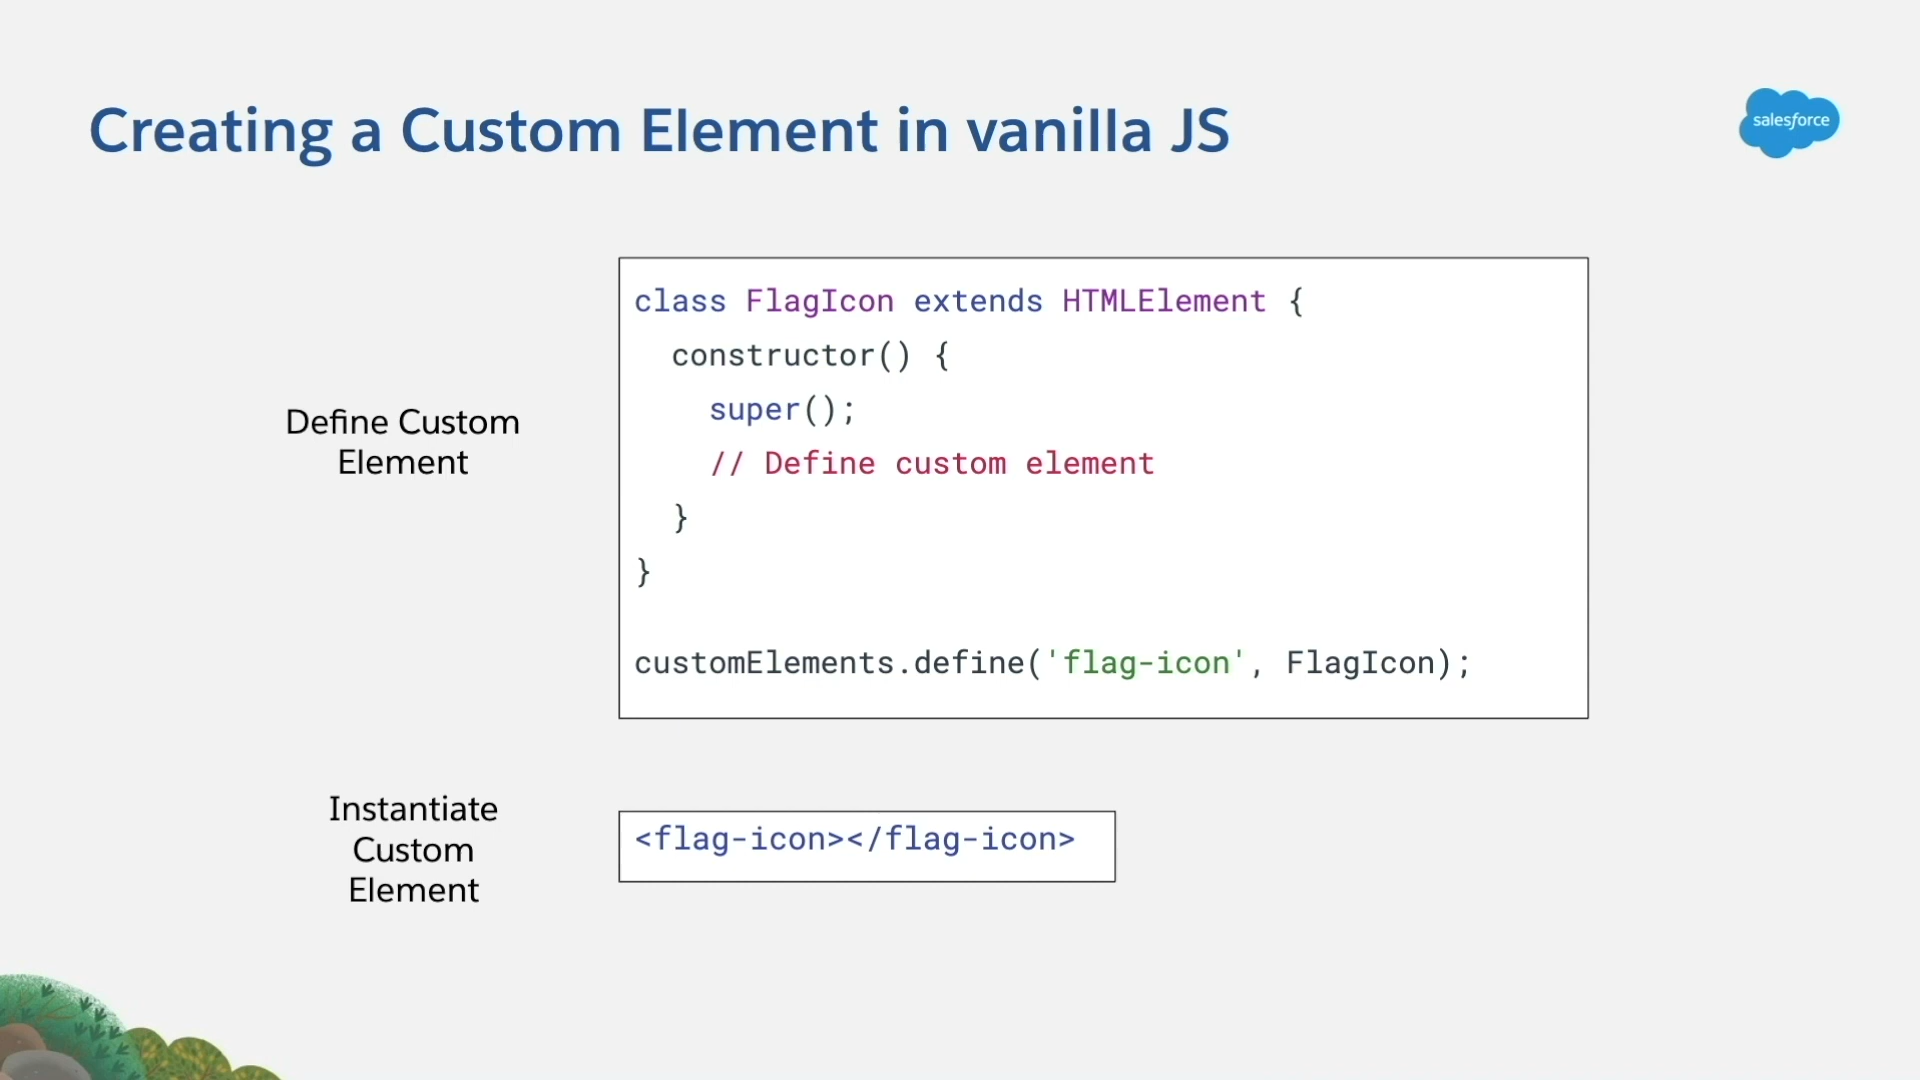 Creating a Custom Element in vanilla JS
salesforce
Define Custom
Element
class FlagIcon extends HTMLElement {
  constructor() {
    super();
    // Define custom element
  }
}
customElements.define('flag-icon', FlagIcon);
Instantiate
Custom
Element
<flag-icon></flag-icon>